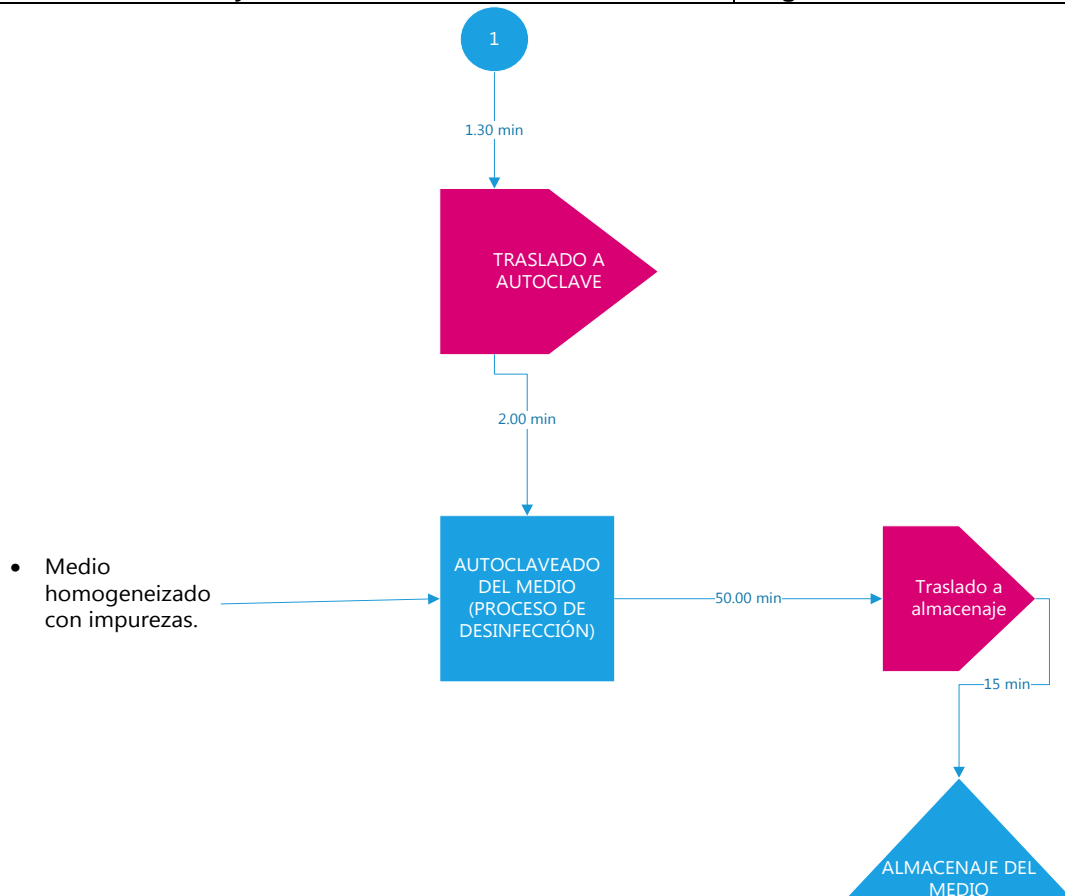 1
1.30 min
TRASLADO A
AUTOCLAVE
2.00 min
• Medio
homogeneizado
con impurezas.
AUTOCLAVEADO
DEL MEDIO
(PROCESO DE
DESINFECCIÓN)
50.00 min
Traslado a
almacenaje
15 min
ALMACENAJE DEL
MEDIO